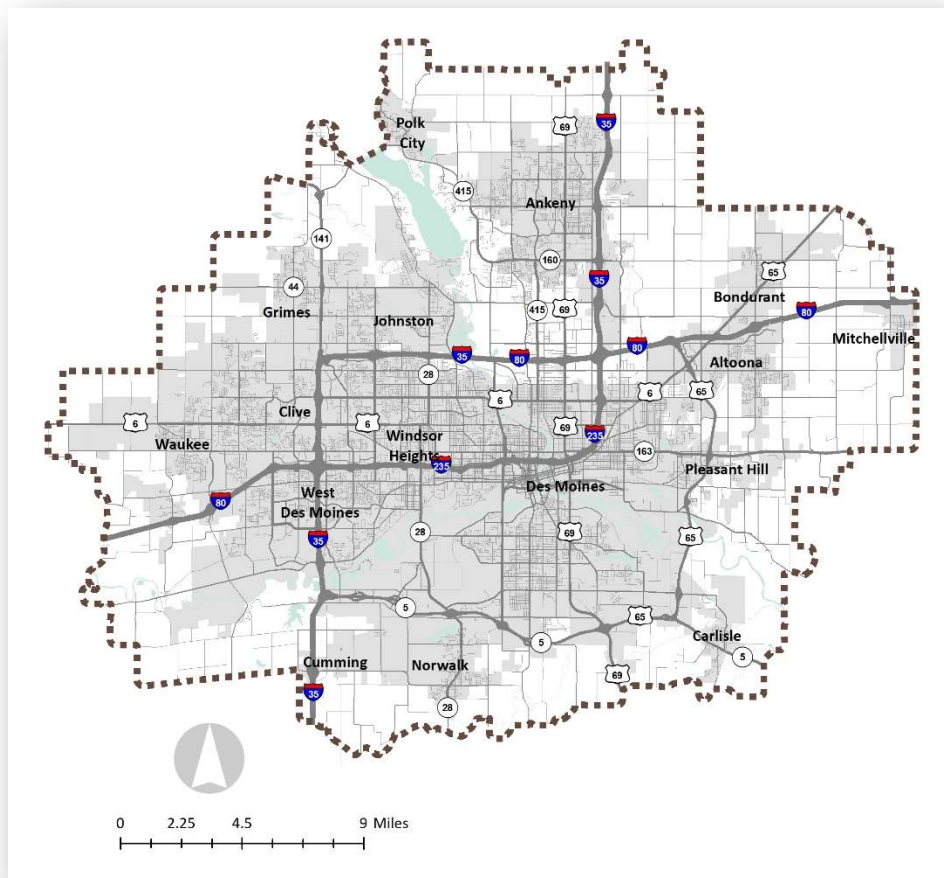 Polk
City
69
35
415
Ankeny
141
160
35
65
44
Bondurant
Grimes
415
69
80
Johnston
Mitchellville
35
80
80
Altoona
28
6
6
65
Clive
6
6
69
235
Waukee
Windsor
Heights
235
163
Pleasant Hill
Des Moines
80
West
Des Moines
35
28
69
65
5
65
5
Carlisle
5
Cumming
Norwalk
69
35
28
0 2.25 4.5 9 Miles